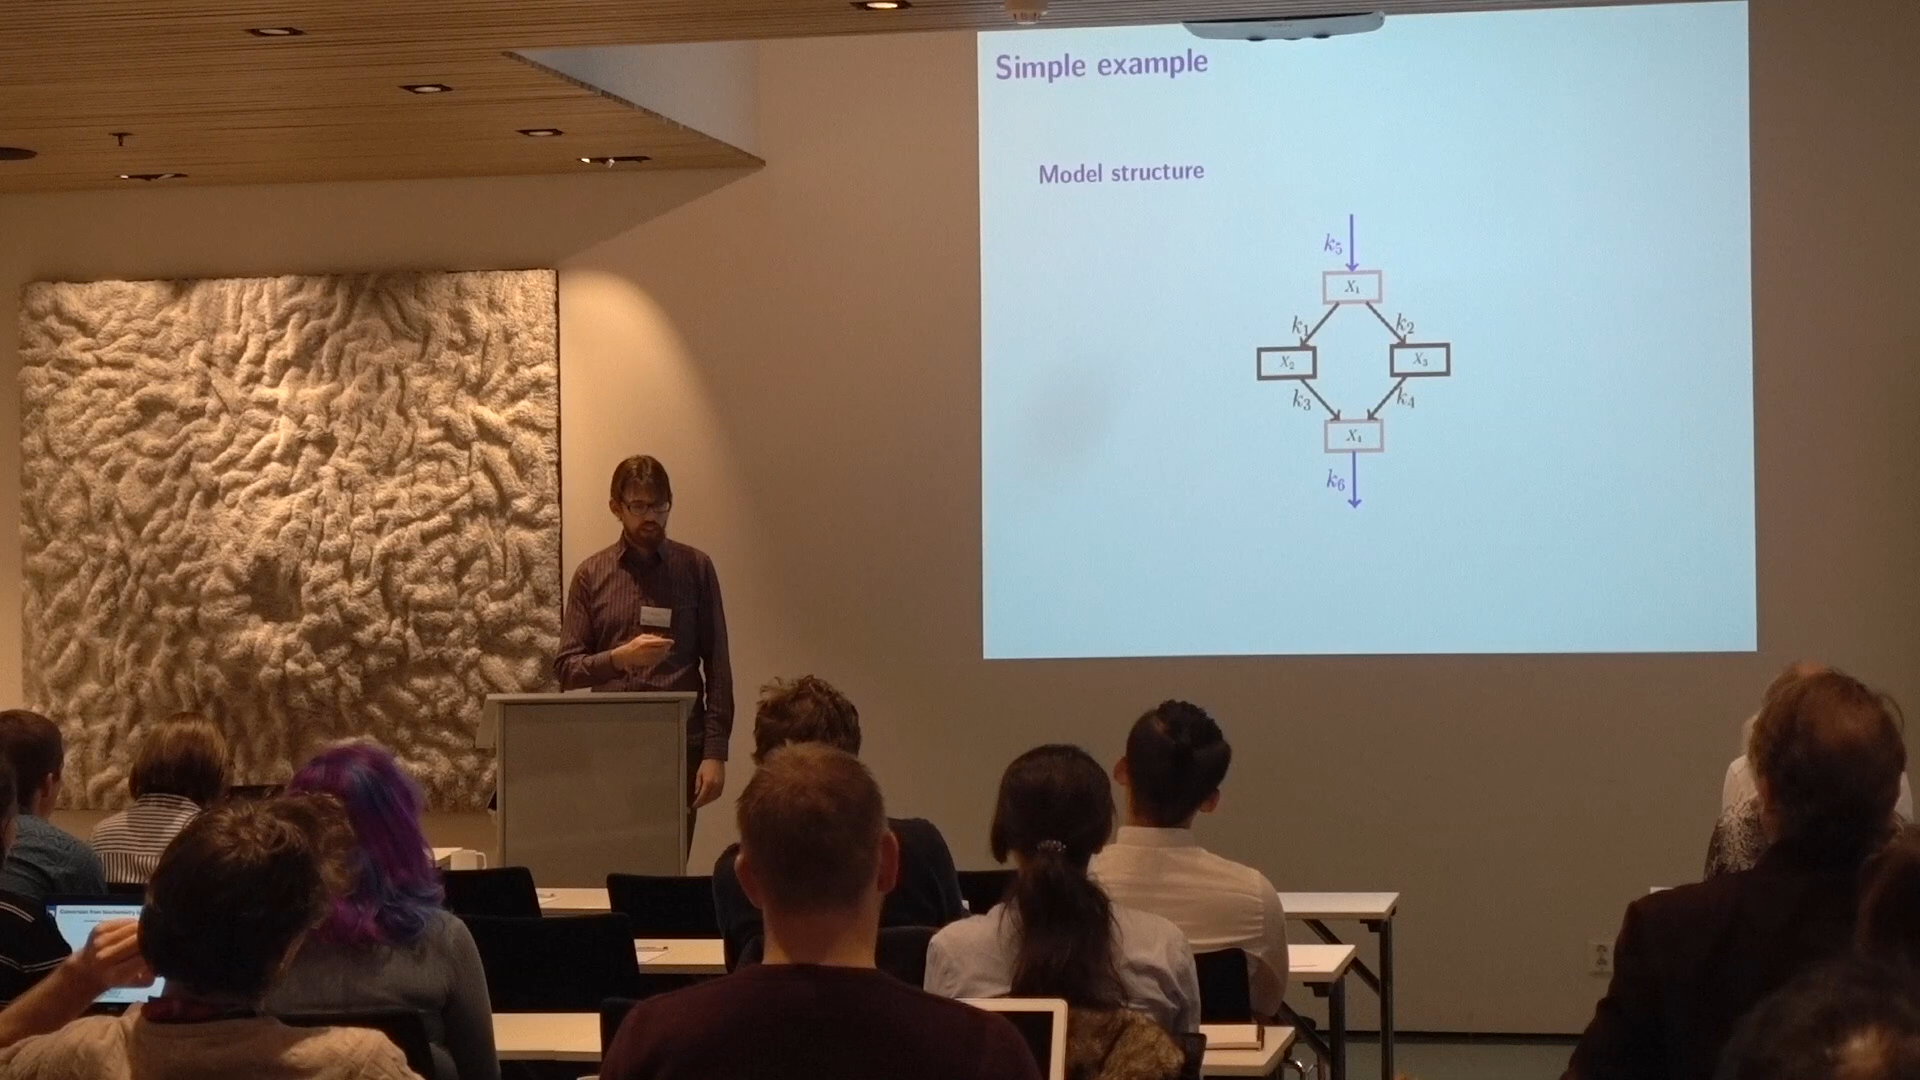 Simple example
Model structure
k5
X1
k1
k2
X2
X3
k3
k4
X4
k6